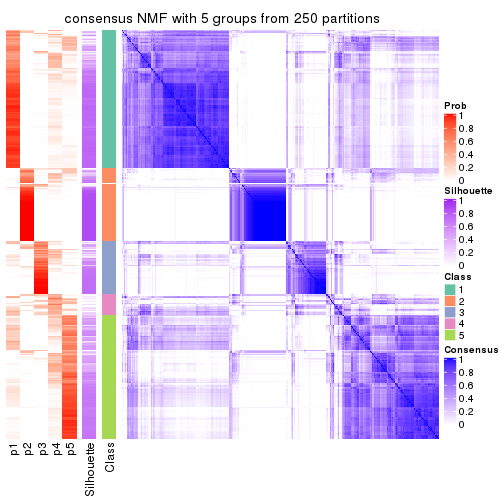 consensus NMF with 5 groups from 250 partitions
Prob
1
0.8
0.6
0.4
0.2
0
Silhouette
1
0.8
0.6
0.4
0.2
0
Class
1
2
3
4
5
Consensus
1
0.8
0.6
0.4
0.2
0
p1
p2
p3
p4
p5
Silhouette
Class